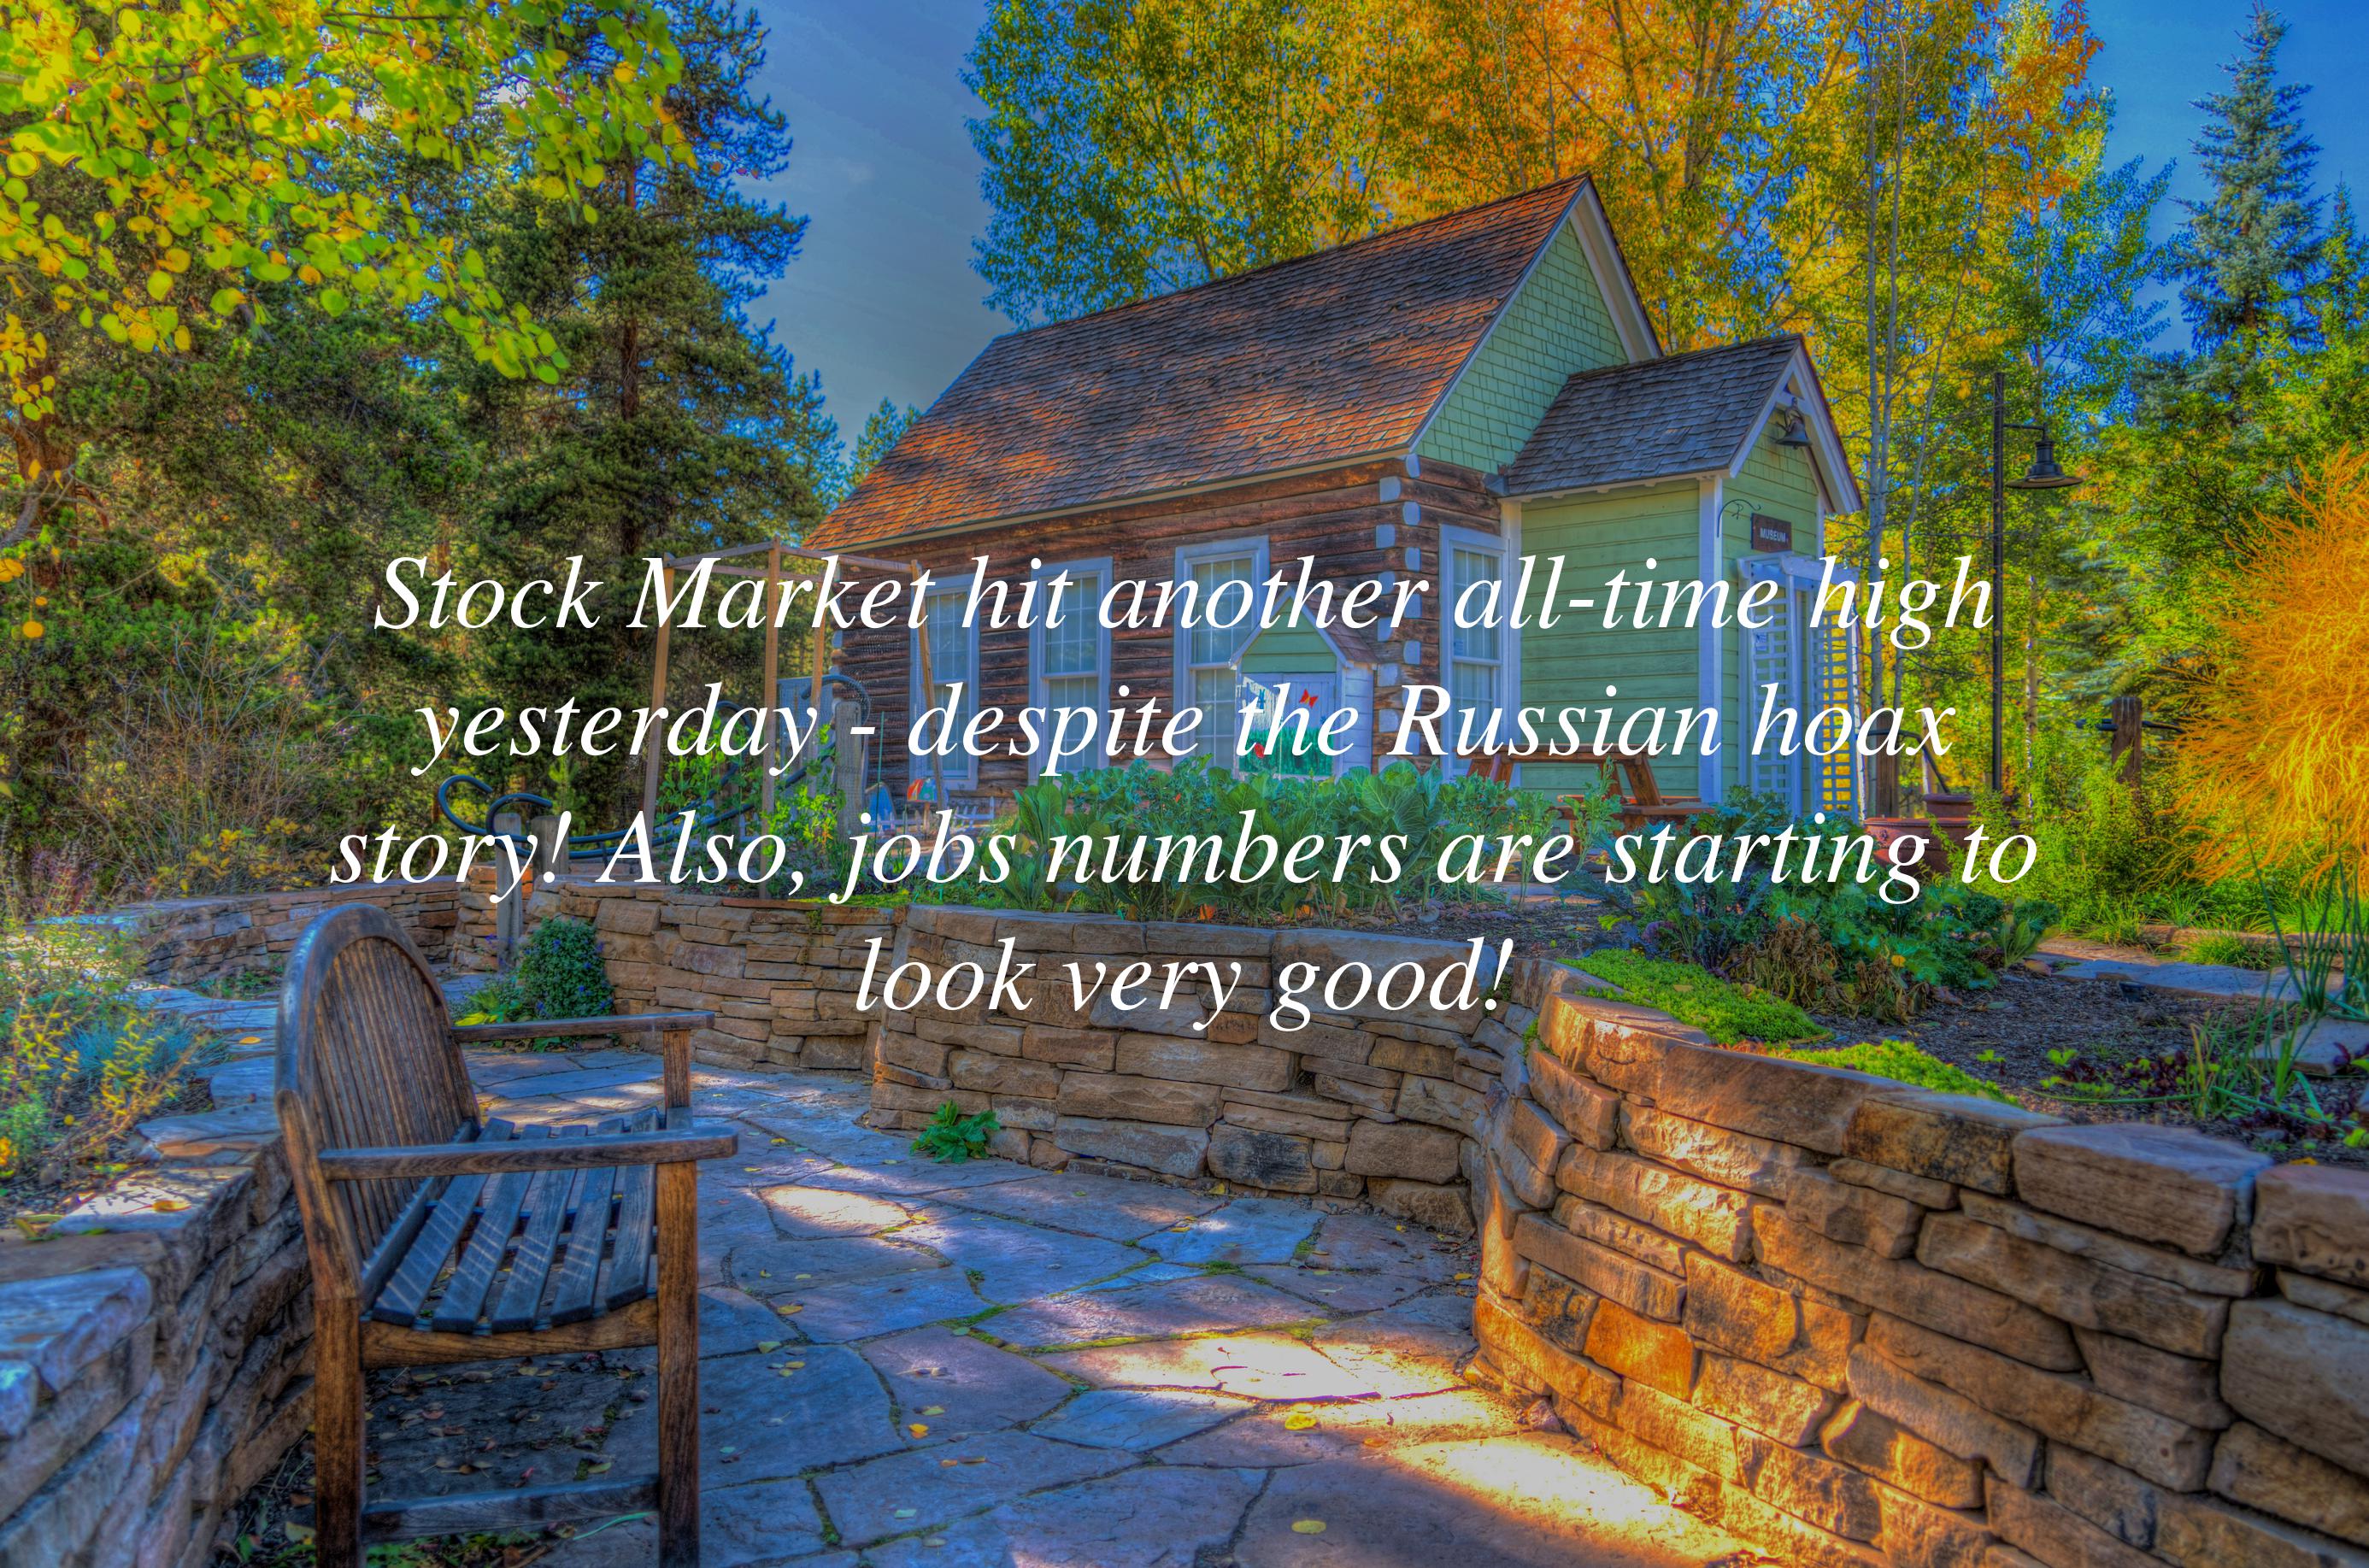 MUSEUM
Stock Market hit another all-time high
yesterday - despite the Russian hoax
story! Also, jobs numbers are starting to
look very good!